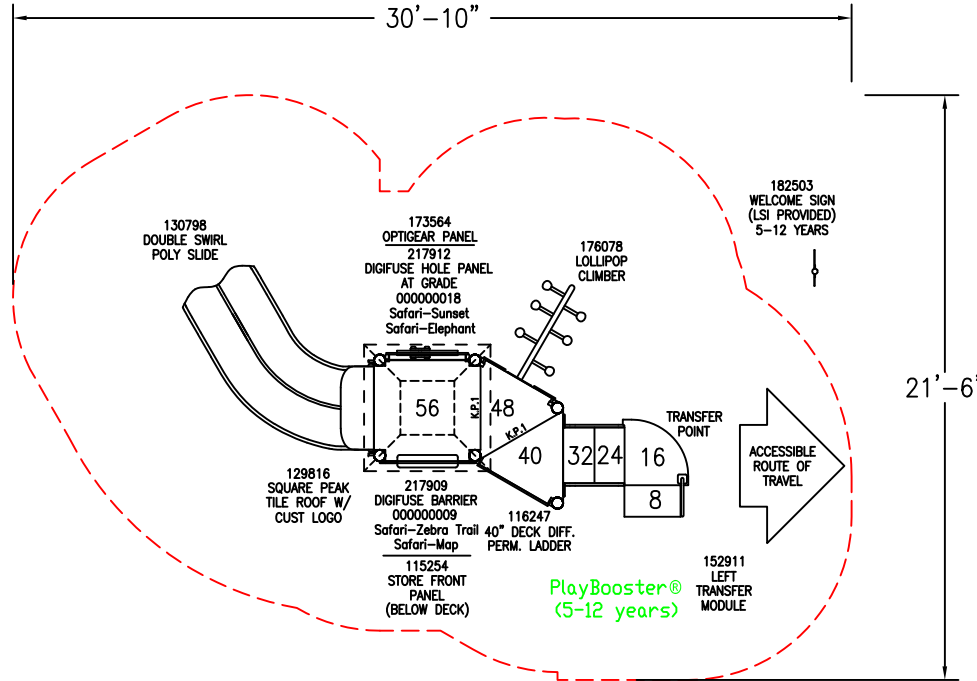 30'-10"
182503
WELCOME SIGN
(LSI PROVIDED)
5-12 YEARS
130798
DOUBLE SWIRL
POLY SLIDE
173564
OPTIGEAR PANEL
217912
DIGIFUSE HOLE PANEL
AT GRADE
000000018
Safari-Sunset
Safari-Elephant
176078
LOLLIPOP
CLIMBER
21'-6"
56
K.P.1
48
K.P.1
40
32
24
16
8
TRANSFER
POINT
ACCESSIBLE
ROUTE OF
TRAVEL
129816
SQUARE PEAK
TILE ROOF W/
CUST LOGO
217909
DIGIFUSE BARRIER
000000009
Safari-Zebra Trail
Safari-Map
115254
STORE FRONT
PANEL
(BELOW DECK)
116247
40" DECK DIFF.
PERM. LADDER
PlayBooster®
(5-12 years)
152911
LEFT
TRANSFER
MODULE